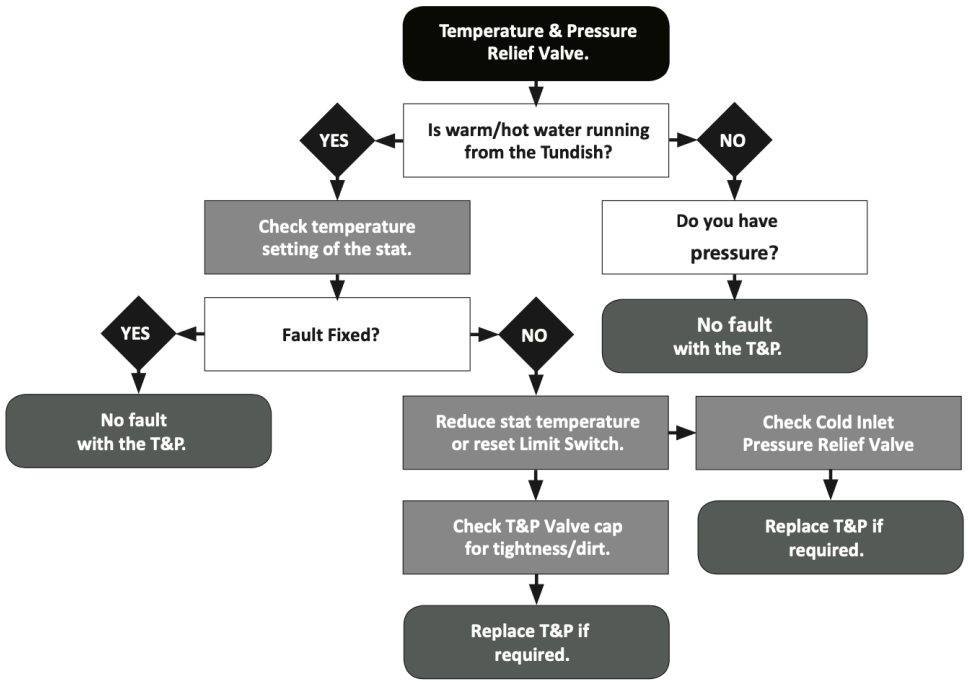 Temperature & Pressure
Relief Valve.
Is warm/hot water running
from the Tundish?
YES
NO
Check temperature
setting of the stat.
Do you have
pressure?
YES
Fault Fixed?
NO
No fault
with the T&P.
No fault
with the T&P.
Reduce stat temperature
or reset Limit Switch.
Check Cold Inlet
Pressure Relief Valve
Check T&P Valve cap
for tightness/dirt.
Replace T&P if
required.
Replace T&P if
required.